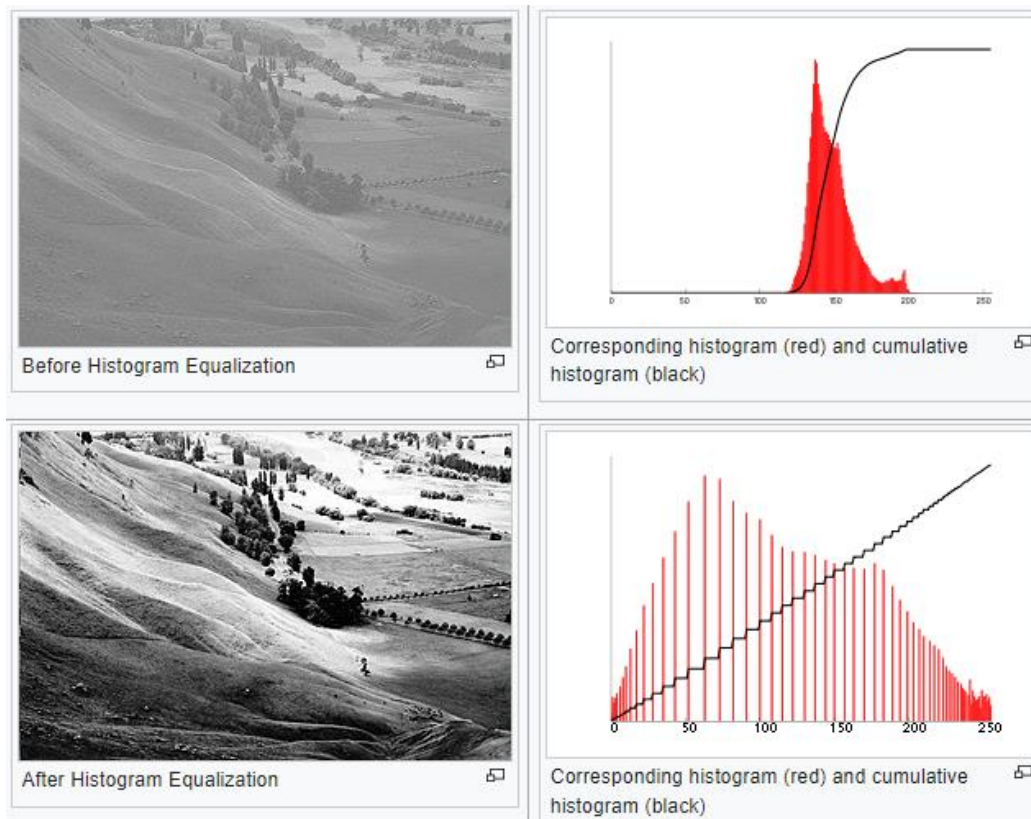 0 50 100 150 200 250
Before Histogram Equalization
Corresponding histogram (red) and cumulative
histogram (black)
0 50 100 150 200 250
After Histogram Equalization
Corresponding histogram (red) and cumulative
histogram (black)